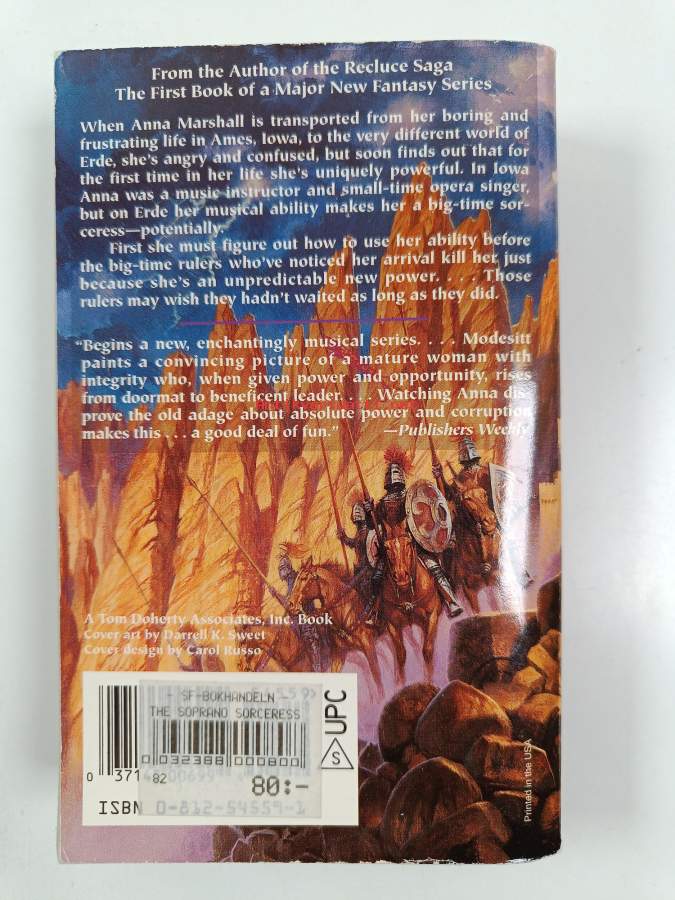 From the Author of the Recluce Saga
The First Book of a Major New Fantasy Series
When Anna Marshall is transported from her boring and
frustrating life in Ames, Iowa, to the very different world of
Erde, she's angry and confused, but soon finds out that for
the first time in her life she's uniquely powerful. In Iowa
Anna was a music instructor and small-time opera singer,
but on Erde her musical ability makes her a big-time sor-
ceress—potentially.
First she must figure out how to use her ability before
the big-time rulers who've noticed her arrival kill her just
because she's an unpredictable new power. . . . Those
rulers may wish they hadn't waited as long as they did.
"Begins a new, enchantingly musical series. . . . Modesitt
paints a convincing picture of a mature woman with
integrity who, when given power and opportunity, rises
from doormat to beneficent leader. . . . Watching Anna dis-
prove the old adage about absolute power and corruption
makes this . . . a good deal of fun." —Publishers Weekly
A Tom Doherty Associates, Inc. Book
Cover art by Darrell K. Sweet
Cover design by Carol Russo
SF-BOKHANDELN
THE SOPRANO SORCERESS
0 032388 000800
82
80:-
0 371
00699
ISBN 0-812-54559-1
UPC
S
Printed in the USA